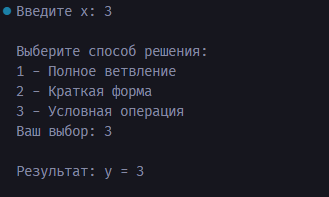 Введите x: 3
Выберите способ решения:
1 – Полное ветвление
2 – Краткая форма
3 – Условная операция
Ваш выбор: 3
Результат: y = 3